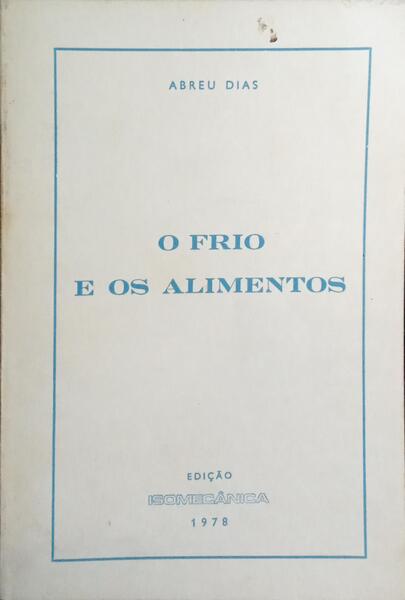 ABREU DIAS
O FRIO
E OS ALIMENTOS
EDIÇÃO
ISOMECÂNICA
1978